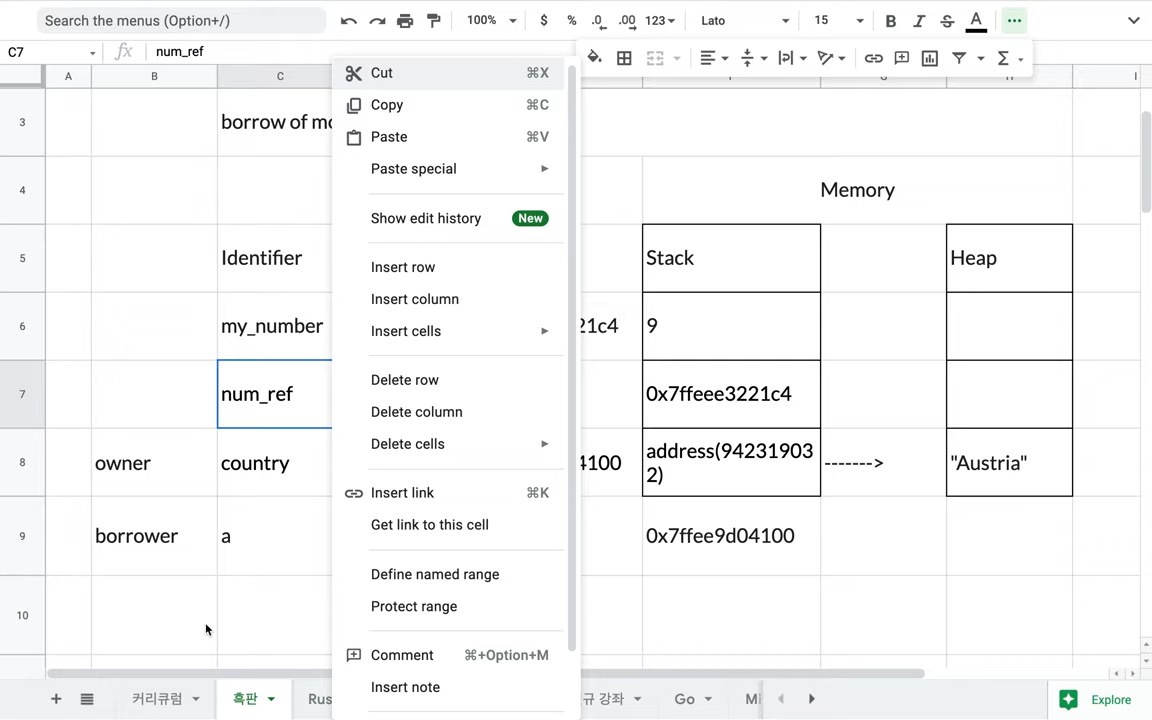 Search the menus (Option+/)
100%
$
%
.0
.00
123
Lato
15
B
I
S
A
C7
fx
num_ref
A
B
C
H
I
3
borrow of mo
4
Memory
5
Identifier
Stack
Heap
6
my_number
21c4
9
7
num_ref
0x7ffeee3221c4
8
owner
country
4100
address(94231903
2)
------->
"Austria"
9
borrower
a
0x7ffee9d04100
10
Cut
⌘X
Copy
⌘C
Paste
⌘V
Paste special
Show edit history
New
Insert row
Insert column
Insert cells
Delete row
Delete column
Delete cells
Insert link
⌘K
Get link to this cell
Define named range
Protect range
Comment
⌘+Option+M
Insert note
커리큐럼
흑판
Rus
규 강좌
Go
Mi
Explore